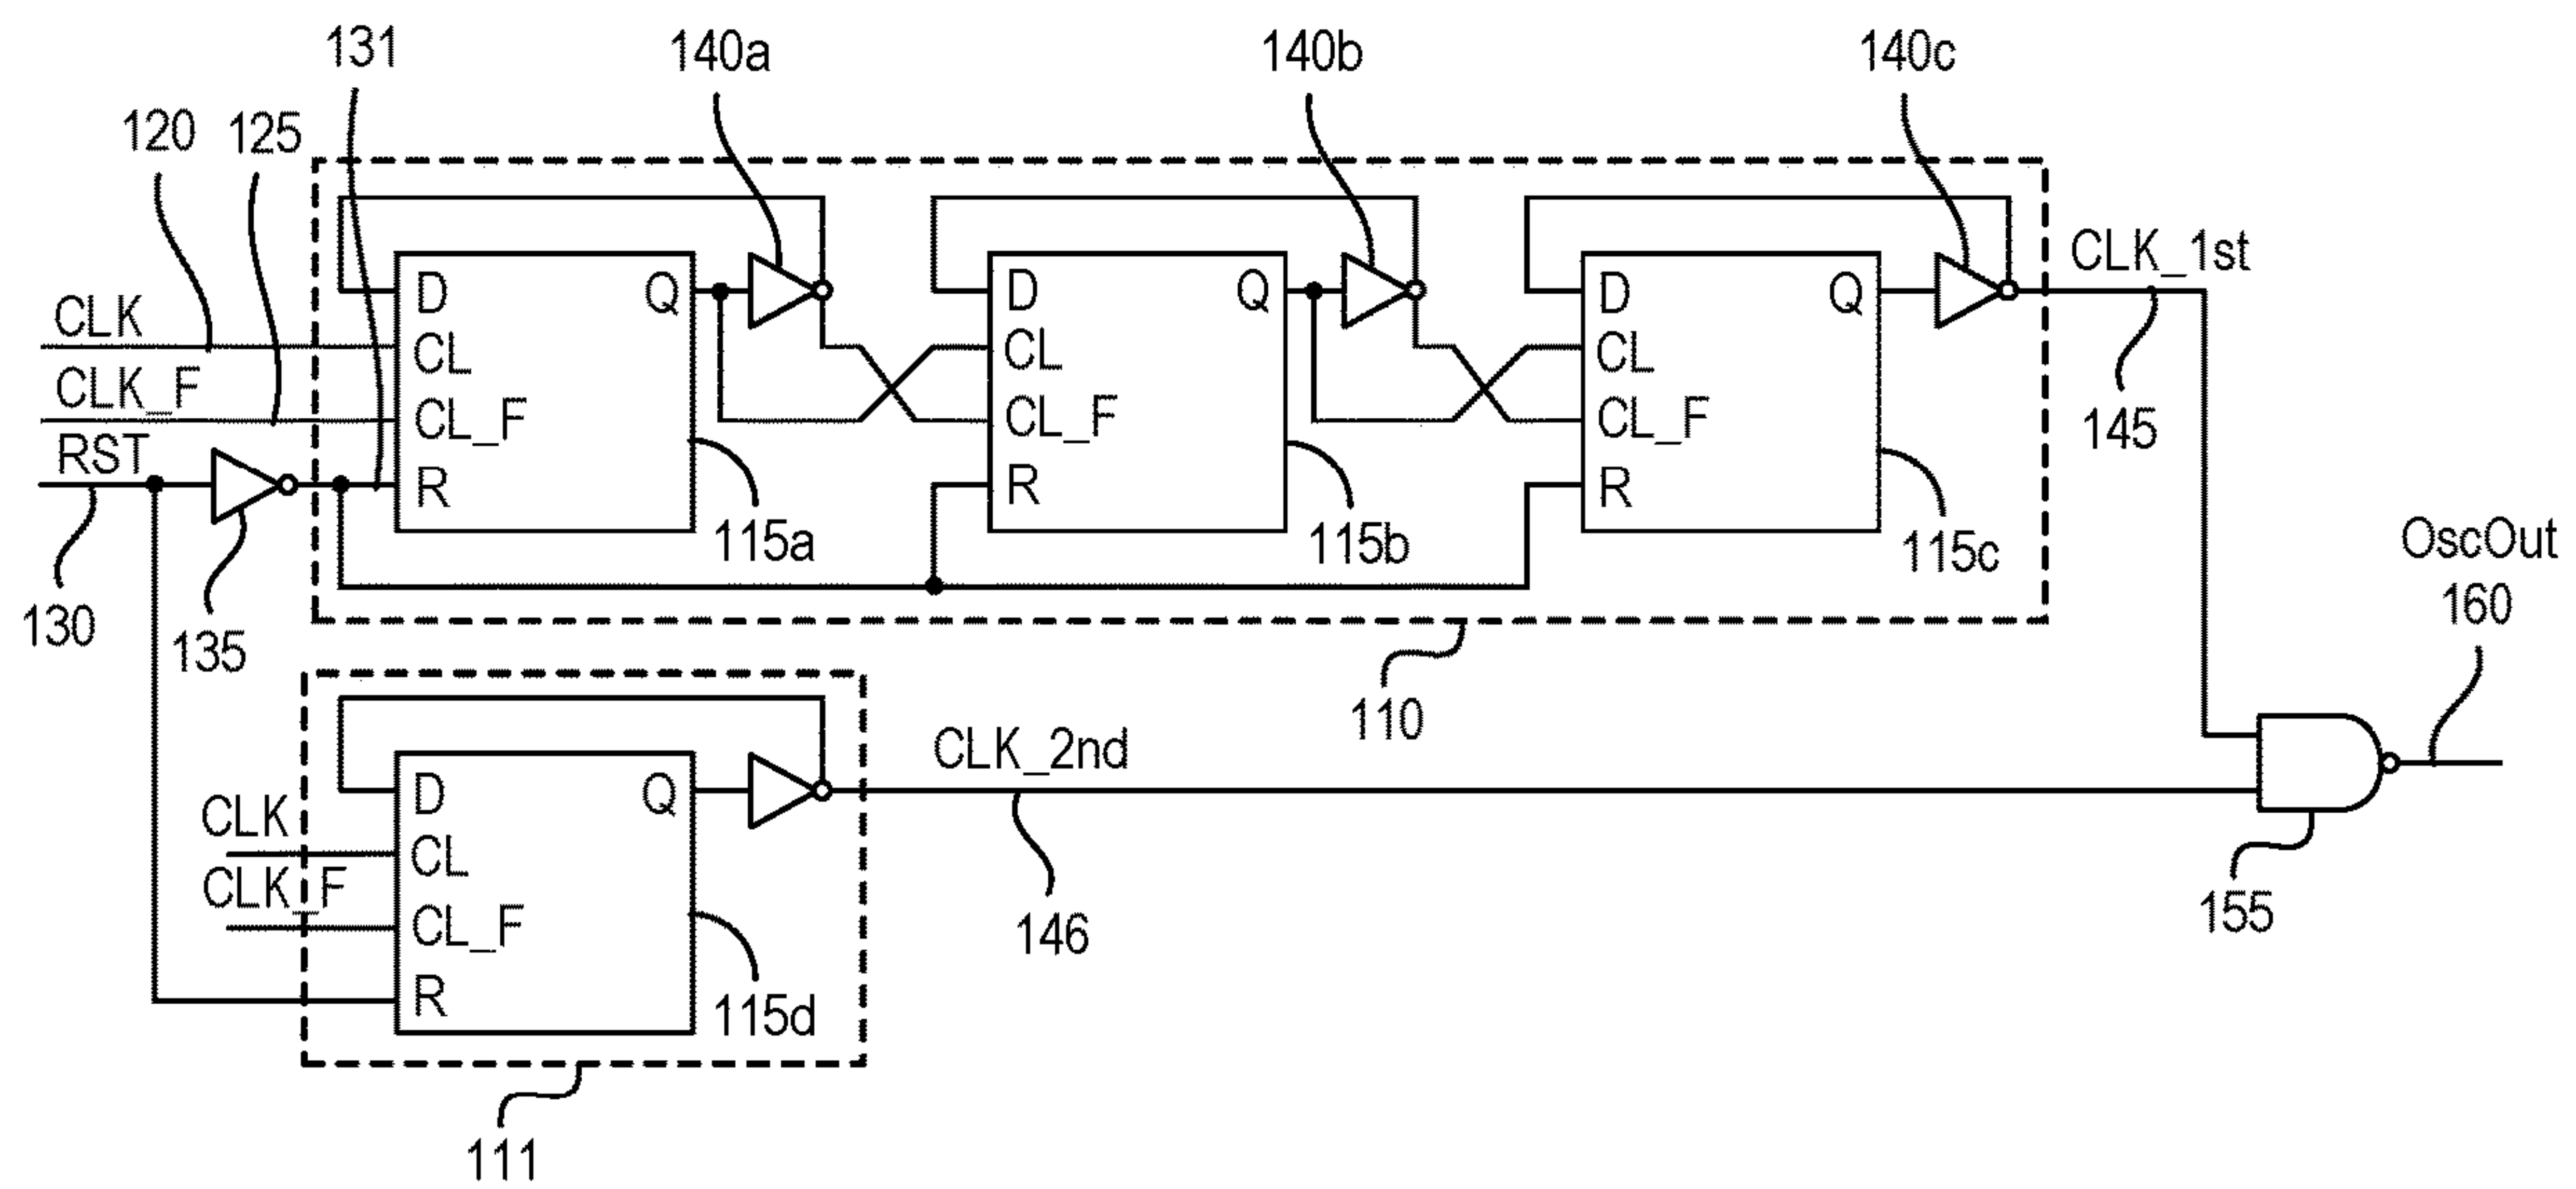 131
140a
140b
140c
120
125
CLK_1st
D
Q
D
Q
D
Q
CLK
CL
CL
CL
CLK_F
CL_F
CL_F
CL_F
145
RST
R
R
R
115a
115b
115c
OscOut
160
130
135
110
CLK_2nd
D
Q
CLK
CL
CLK_F
CL_F
146
155
R
115d
111